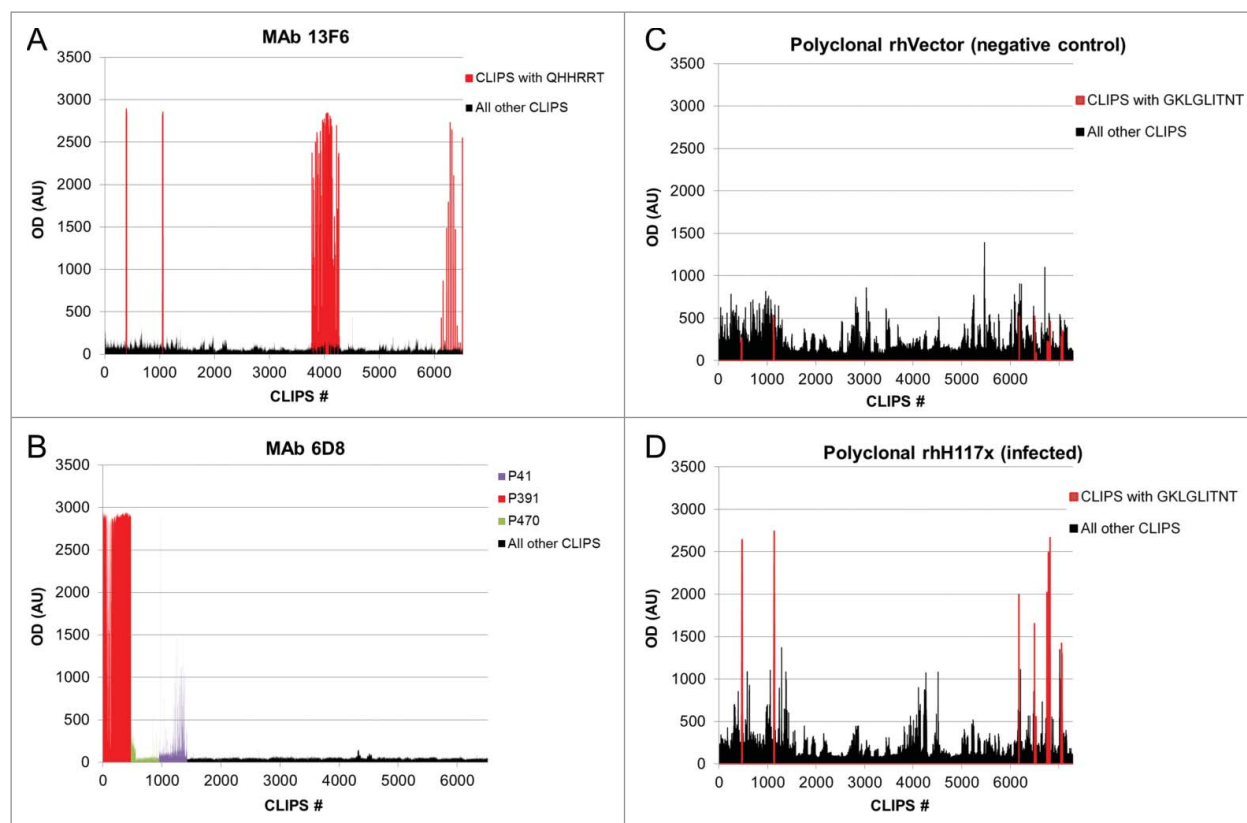 A
MAb 13F6
3500
3000
2500
2000
1500
1000
500
0
OD (AU)
0 1000 2000 3000 4000 5000 6000
CLIPS #
CLIPS with QHHRRT
All other CLIPS
B
MAb 6D8
3500
3000
2500
2000
1500
1000
500
0
OD (AU)
0 1000 2000 3000 4000 5000 6000
CLIPS #
P41
P391
P470
All other CLIPS
C
Polyclonal rhVector (negative control)
3500
3000
2500
2000
1500
1000
500
0
OD (AU)
0 1000 2000 3000 4000 5000 6000
CLIPS #
CLIPS with GKLGLITNT
All other CLIPS
D
Polyclonal rhH117x (infected)
3500
3000
2500
2000
1500
1000
500
0
OD (AU)
0 1000 2000 3000 4000 5000 6000
CLIPS #
CLIPS with GKLGLITNT
All other CLIPS